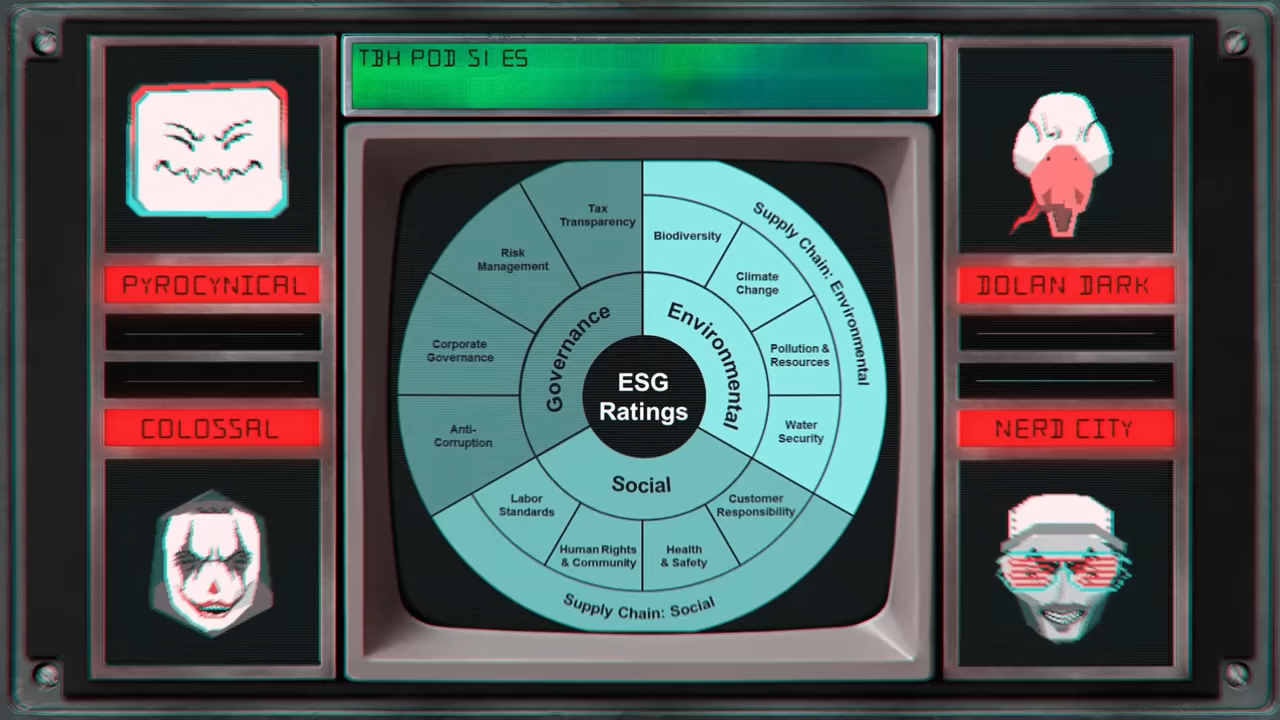 TBH POD S1 E5
PYROCYNICAL
COLOSSAL
DOLAN DARK
NERD CITY
ESG
Ratings
Governance
Tax
Transparency
Risk
Management
Corporate
Governance
Anti-
Corruption
Environmental
Biodiversity
Climate
Change
Pollution &
Resources
Water
Security
Supply Chain: Environmental
Social
Labor
Standards
Human Rights
& Community
Health
& Safety
Customer
Responsibility
Supply Chain: Social